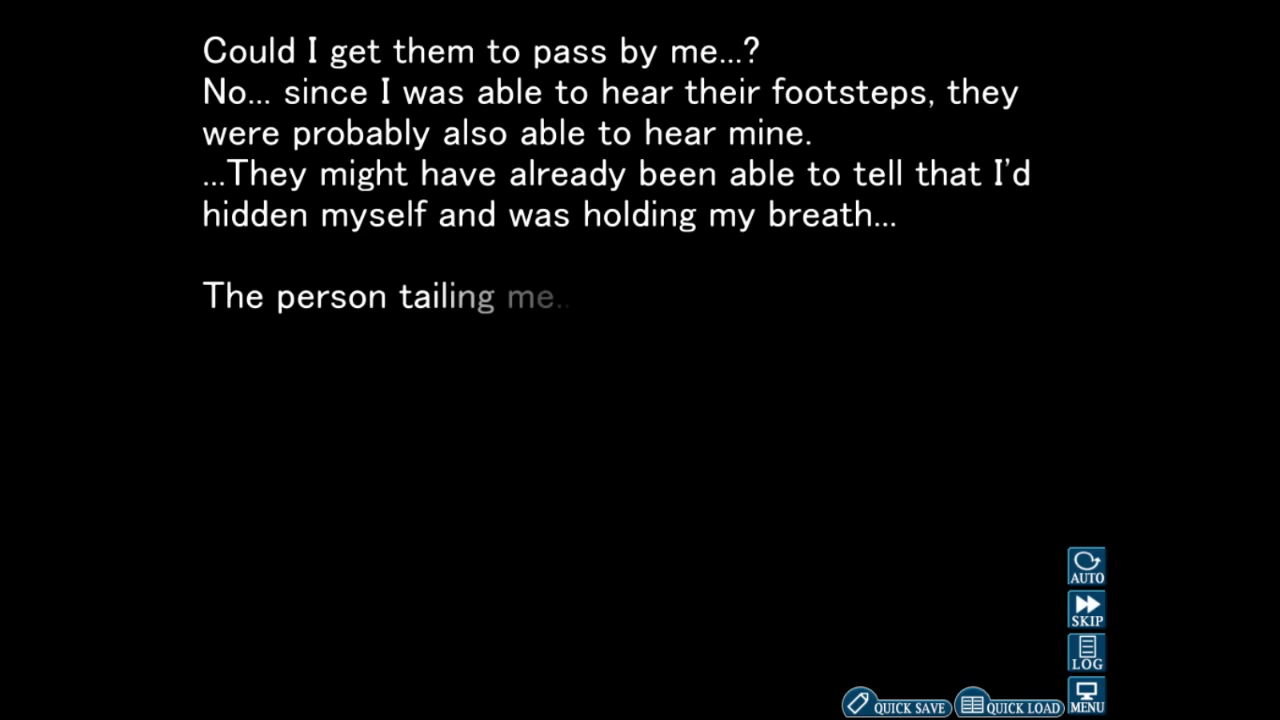 Could I get them to pass by me...?
No... since I was able to hear their footsteps, they
were probably also able to hear mine.
...They might have already been able to tell that I'd
hidden myself and was holding my breath...
The person tailing me..
AUTO
SKIP
LOG
QUICK SAVE
QUICK LOAD
MENU